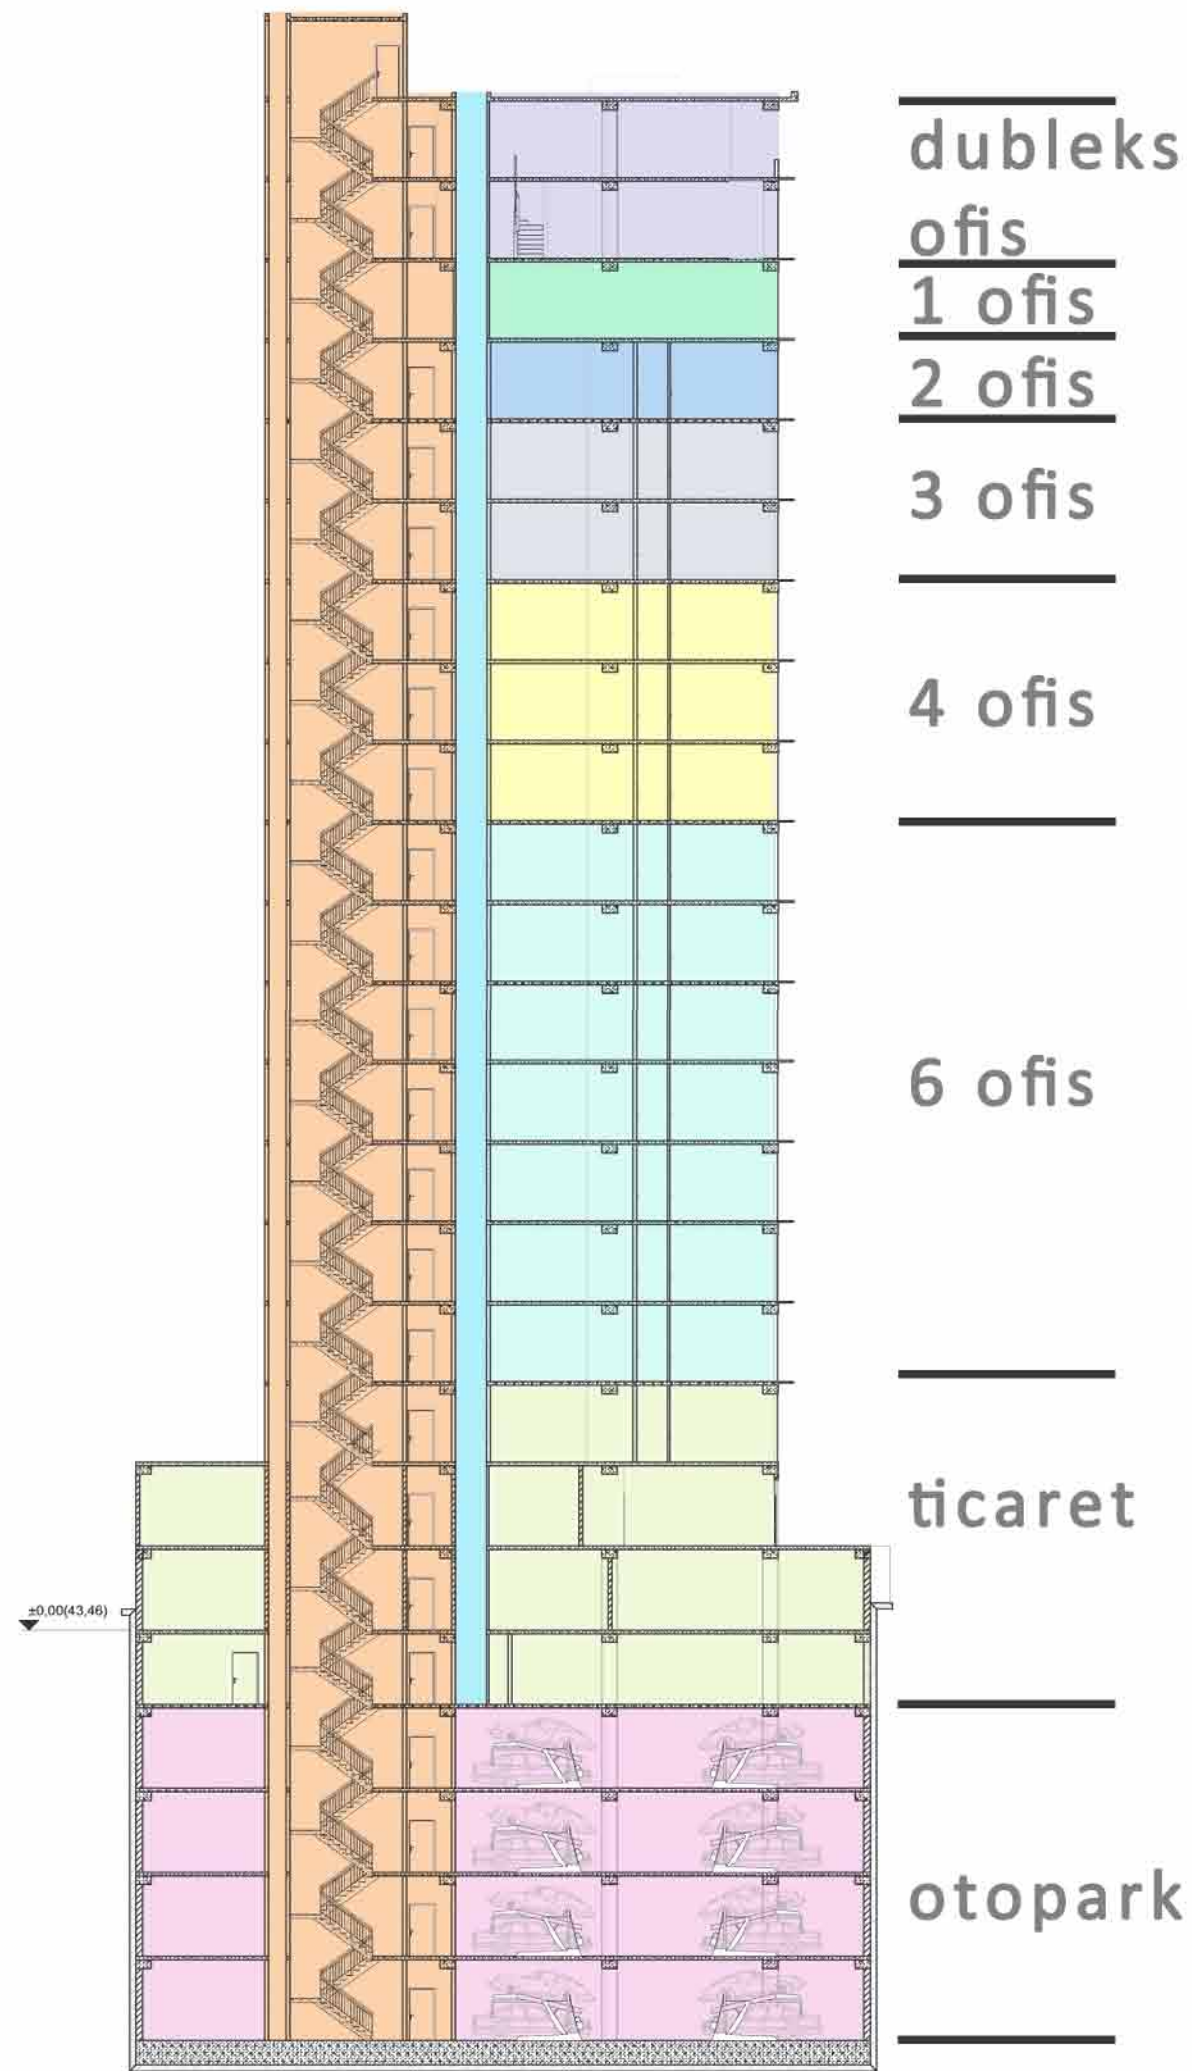 dubleks
ofis
1 ofis
2 ofis
3 ofis
4 ofis
6 ofis
ticaret
±0,00(43,46)
otopark